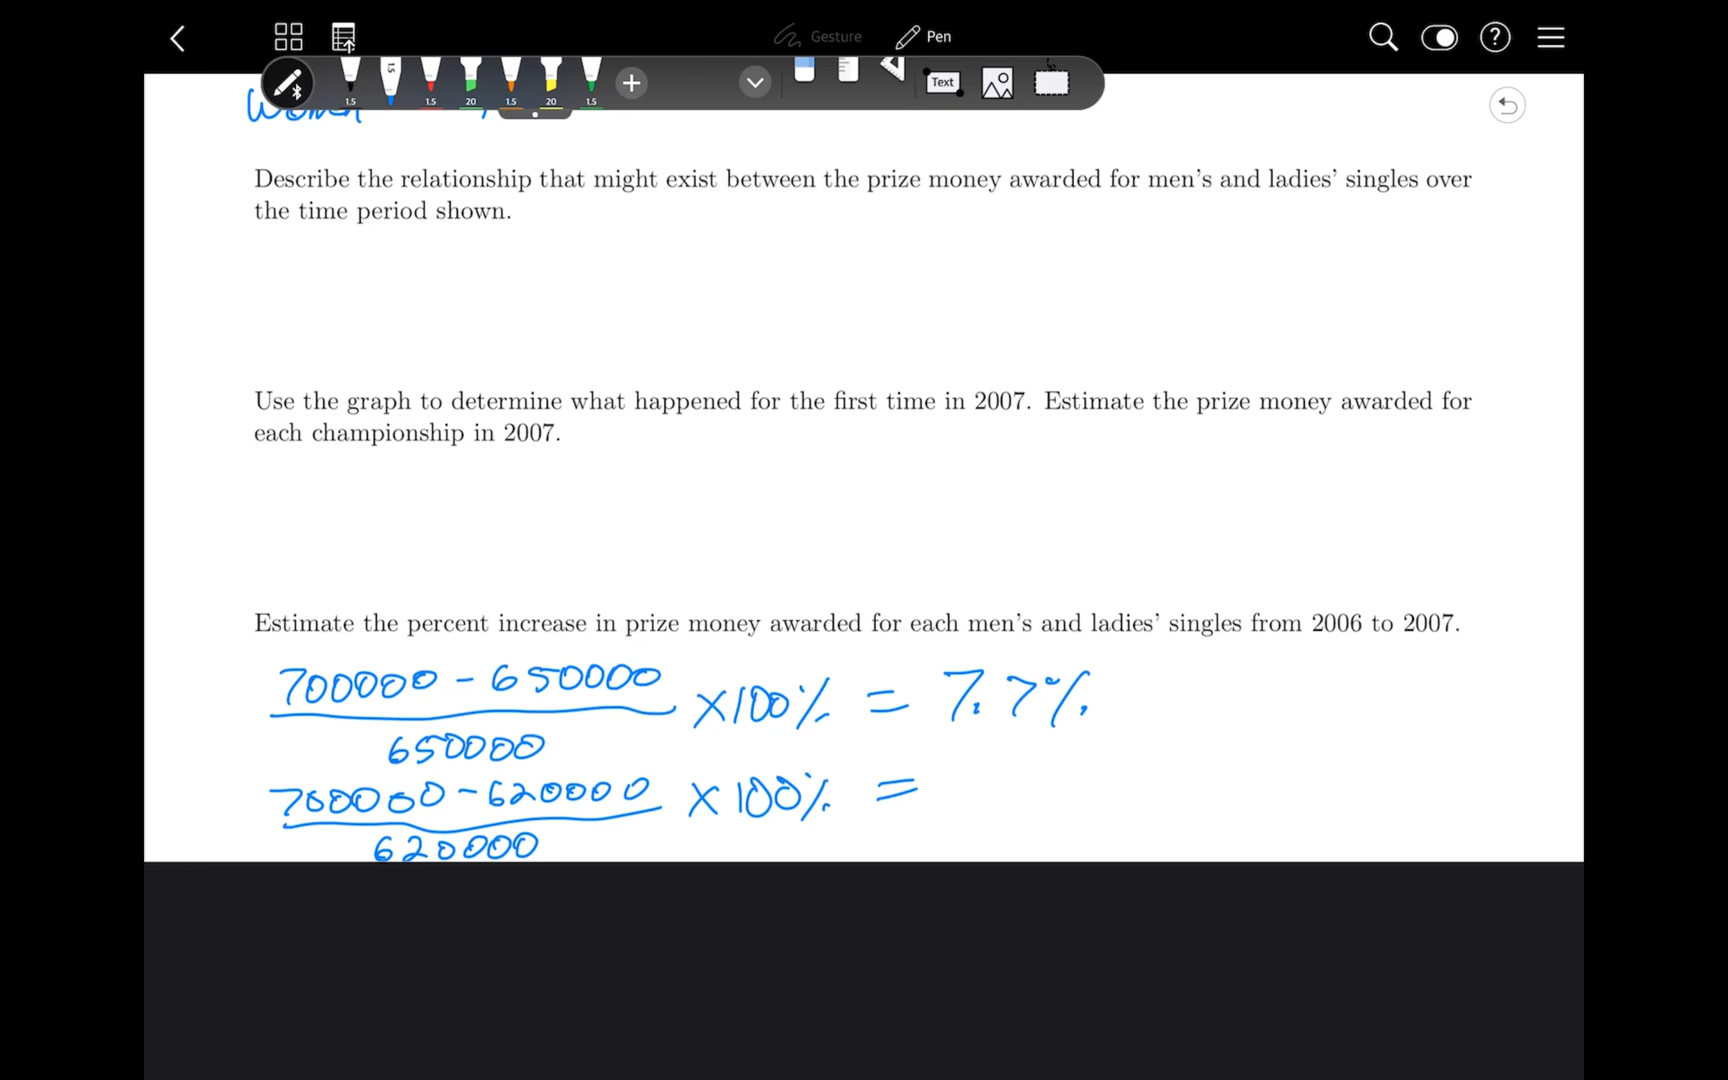 Gesture Pen
1.5 15 1.5 20 1.5 20 1.5 Text
Women
Describe the relationship that might exist between the prize money awarded for men's and ladies' singles over
the time period shown.
Use the graph to determine what happened for the first time in 2007. Estimate the prize money awarded for
each championship in 2007.
Estimate the percent increase in prize money awarded for each men's and ladies' singles from 2006 to 2007.
700000 - 650000
650000
×100% = 7.7%
700000 - 620000
620000
×100% =